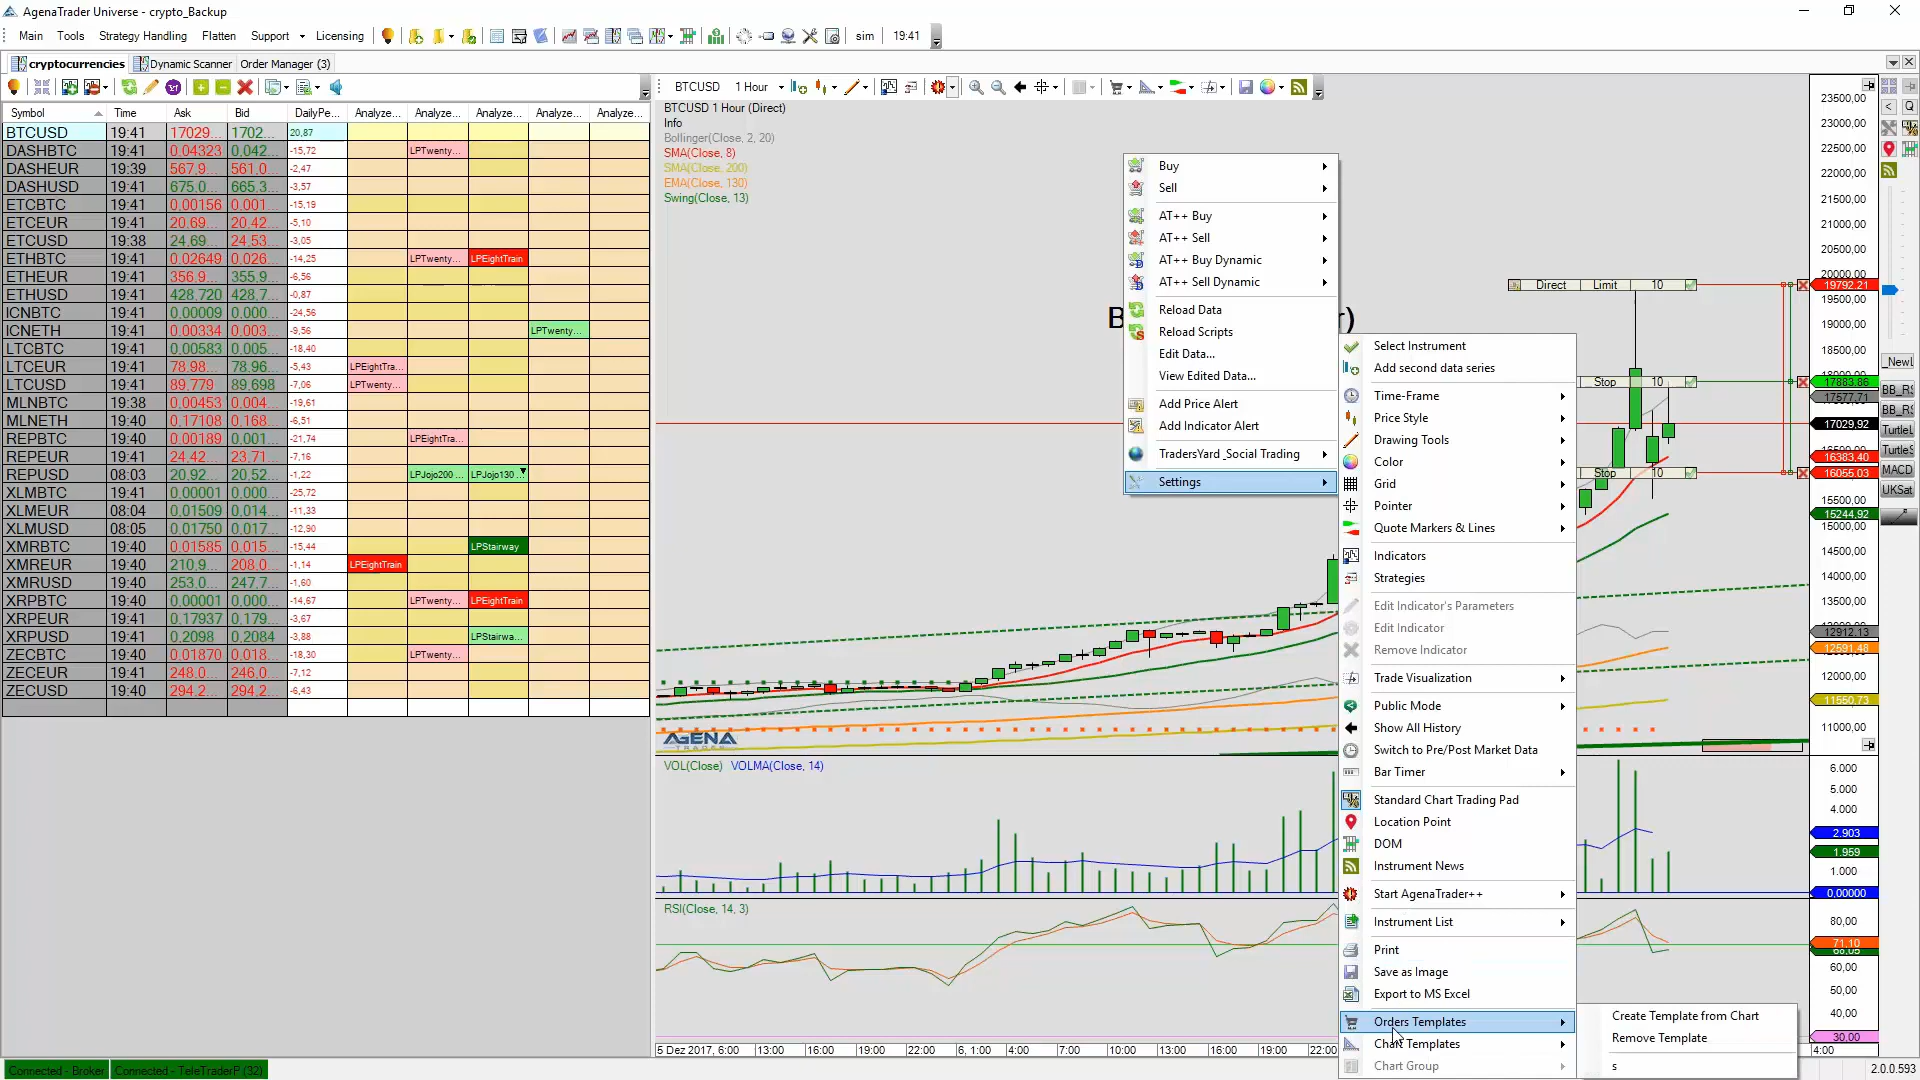 AgenaTrader Universe - crypto_Backup
Main Tools Strategy Handling Flatten Support Licensing sim 19:41
cryptocurrencies Dynamic Scanner Order Manager (3)
BTCUSD 1 Hour
Symbol Time Ask Bid DailyPe... Analyze... Analyze... Analyze... Analyze... Analyze...
BTCUSD 19:41 17029... 1702... 20,87
DASHBTC 19:41 0,04323 0,042... -15,72 LPTwenty...
DASHEUR 19:39 567,9... 561,0... -2,47
DASHUSD 19:41 675,0... 665,3... -3,57
ETCBTC 19:41 0,00156 0,001... -15,19
ETCEUR 19:41 20,69... 20,42... -5,10
ETCUSD 19:38 24,69... 24,53... -3,05
ETHBTC 19:41 0,02649 0,026... -14,25 LPTwenty... LPEightTrain
ETHEUR 19:41 356,9... 355,9... -6,56
ETHUSD 19:41 428,720 428,7... -0,87
ICNBTC 19:41 0,00009 0,000... -24,56
ICNETH 19:41 0,00334 0,003... -9,56 LPTwenty...
LTCBTC 19:41 0,00583 0,005... -18,40
LTCEUR 19:41 78,98... 78,96... -5,43 LPEightTra...
LTCUSD 19:41 89,779 89,698 -7,06 LPTwenty...
MLNBTC 19:38 0,00453 0,004... -19,61
MLNETH 19:40 0,17108 0,168... -6,51
REPBTC 19:40 0,00189 0,001... -21,74 LPEightTra...
REPEUR 19:40 24,42... 23,71... -7,16
REPUSD 08:03 20,92... 20,52... -1,22 LPJojo200 ... LPJojo130 ...
XLMBTC 19:41 0,00001 0,000... -25,72
XLMEUR 08:04 0,01509 0,014... -11,33
XLMUSD 08:05 0,01750 0,017... -12,90
XMRBTC 19:40 0,01585 0,015... -15,44 LPStairway
XMREUR 19:40 210,9... 208,0... -1,14 LPEightTrain
XMRUSD 19:40 253,0... 247,7... -1,60
XRPBTC 19:40 0,00001 0,000... -14,67 LPTwenty... LPEightTrain
XRPEUR 19:41 0,17937 0,179... -3,67
XRPUSD 19:41 0,2098 0,2084 -3,88 LPStairwa...
ZECBTC 19:41 0,01870 0,018... -18,30 LPTwenty...
ZECEUR 19:41 248,0... 246,0... -7,12
ZECUSD 19:40 294,2... 294,2... -6,43
BTCUSD 1 Hour (Direct)
Info
Bollinger(Close, 2, 20)
SMA(Close, 8)
SMA(Close, 200)
EMA(Close, 130)
Swing(Close, 13)
Buy
Sell
AT++ Buy
AT++ Sell
AT++ Buy Dynamic
AT++ Sell Dynamic
Reload Data
Reload Scripts
Edit Data...
View Edited Data...
Add Price Alert
Add Indicator Alert
TradersYard _Social Trading
Settings
Select Instrument
Add second data series
Time-Frame
Price Style
Drawing Tools
Color
Grid
Pointer
Quote Markers & Lines
Indicators
Strategies
Edit Indicator's Parameters
Edit Indicator
Remove Indicator
Trade Visualization
Public Mode
Show All History
Switch to Pre/Post Market Data
Bar Timer
Standard Chart Trading Pad
Location Point
DOM
Instrument News
Start AgenaTrader++
Instrument List
Print
Save as Image
Export to MS Excel
Orders Templates
Chart Templates
Chart Group
Create Template from Chart
Remove Template
s
Direct Limit 10
Stop 10
Stop 10
23500,00
23000,00
22500,00
22000,00
21500,00
21000,00
20500,00
20000,00
19792,21
19500,00
19000,00
18500,00
17883,86
17577,71
17029,92
16383,40
16055,03
15500,00
15244,92
15000,00
14500,00
14000,00
13500,00
12912,13
12591,48
12000,00
11550,73
11000,00
AGENA
TRADER
VOL(Close) VOLMA(Close, 14)
6.000
5.000
4.000
2.903
1.959
1.000
0,00000
RSI(Close, 14, 3)
80,00
71,10
60,00
50,00
40,00
30,00
5 Dez 2017, 6:00 13:00 16:00 19:00 22:00 6, 1:00 4:00 7:00 10:00 13:00 16:00 19:00 22:00 4:00
_NewL
BB_RS
BB_RS
TurtleL
TurtleS
MACD
UKSat
Connected - Broker Connected - TeleTraderP (32)
2.0.0.593